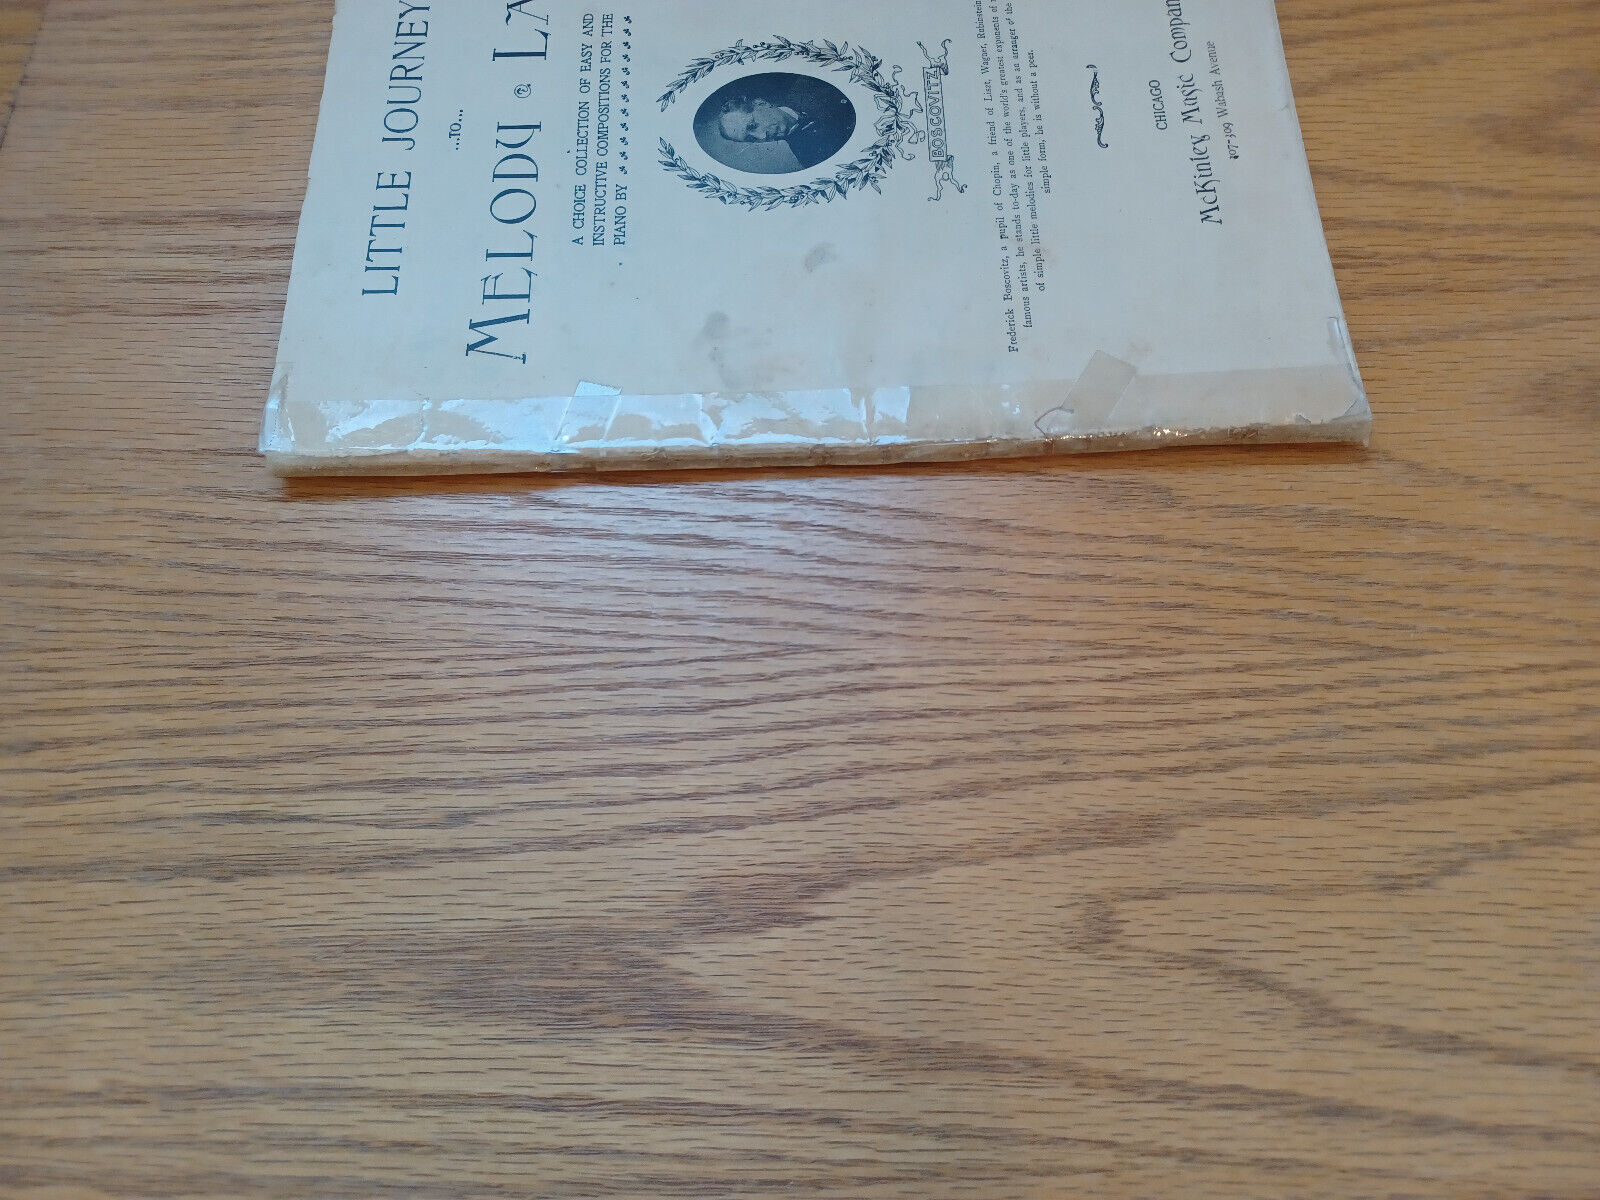 LITTLE JOURNEY
...TO...
MELODY LA
A CHOICE COLLECTION OF EASY AND
INSTRUCTIVE COMPOSITIONS FOR THE
PIANO BY
BOSCOVITZ
Frederick Boscovitz, a pupil of Chopin, a friend of Liszt, Wagner, Rubinstein
famous artists, he stands to-day as one of the world's greatest exponents of
of simple little melodies for little players, and as an arranger of the
simple form, he is without a peer.
CHICAGO
McKinley Music Compan
307-309 Wabash Avenue